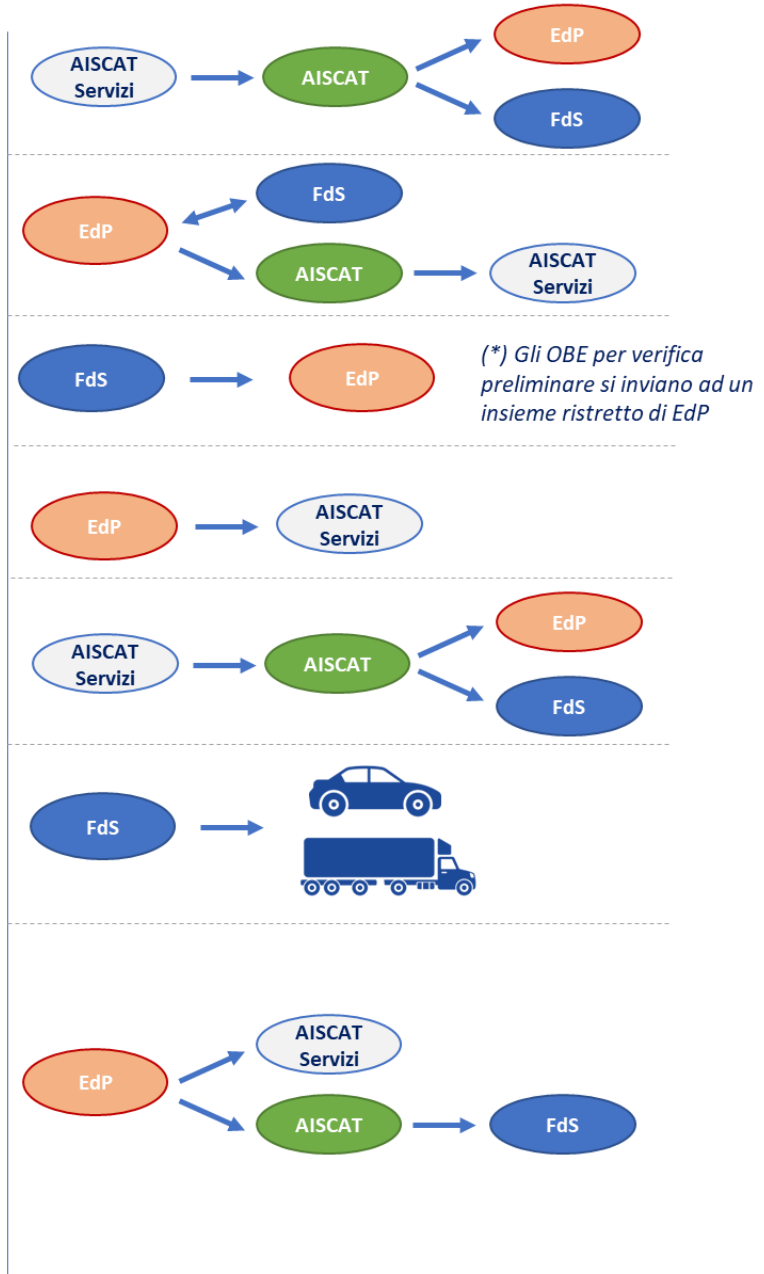 AISCAT
Servizi
AISCAT
EdP
FdS
EdP
FdS
AISCAT
AISCAT
Servizi
FdS
EdP
(*) Gli OBE per verifica
preliminare si inviano ad un
insieme ristretto di EdP
EdP
AISCAT
Servizi
AISCAT
Servizi
AISCAT
EdP
FdS
FdS
EdP
AISCAT
Servizi
AISCAT
FdS